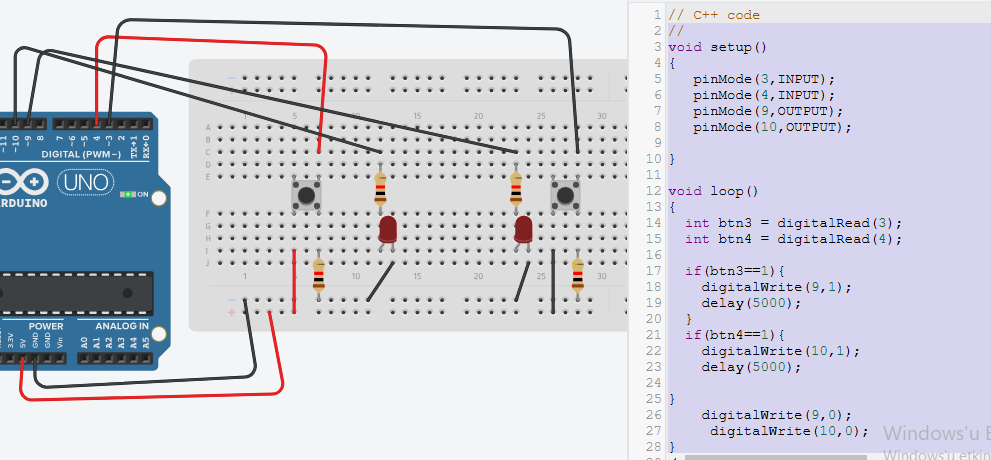 11
~10
~9
8
7
~6
~5
4
~3
2
TX→1
RX←0
DIGITAL (PWM~)
UNO
ON
ARDUINO
POWER
ANALOG IN
3.3V
5V
GND
GND
Vin
A0
A1
A2
A3
A4
A5
5
10
15
20
30
A
B
C
D
E
F
G
H
I
J
1
5
10
15
20
30
1 // C++ code
2 //
3 void setup()
4 {
5 pinMode(3,INPUT);
6 pinMode(4,INPUT);
7 pinMode(9,OUTPUT);
8 pinMode(10,OUTPUT);
9
10 }
11
12 void loop()
13 {
14 int btn3 = digitalRead(3);
15 int btn4 = digitalRead(4);
16
17 if(btn3==1){
18 digitalWrite(9,1);
19 delay(5000);
20 }
21 if(btn4==1){
22 digitalWrite(10,1);
23 delay(5000);
24
25 }
26 digitalWrite(9,0);
27 digitalWrite(10,0);
28 }
Windows'u E
Windows'u etkin